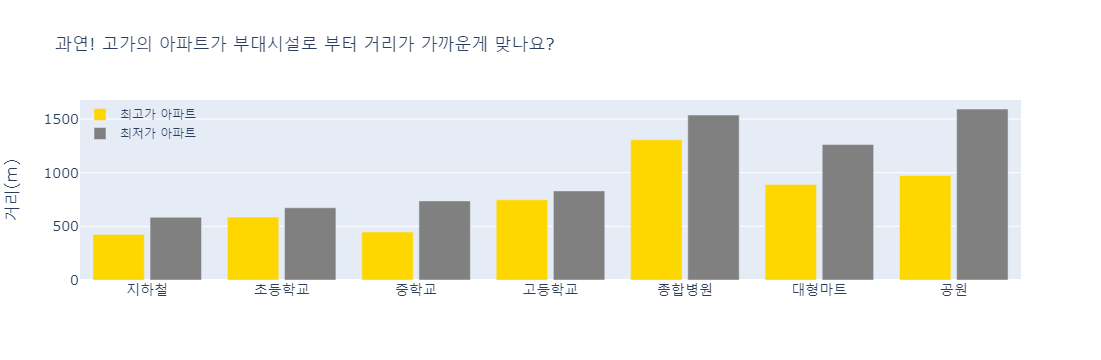 과연! 고가의 아파트가 부대시설로 부터 거리가 가까운게 맞나요?
최고가 아파트
최저가 아파트
거리(m)
1500
1000
500
0
지하철 초등학교 중학교 고등학교 종합병원 대형마트 공원